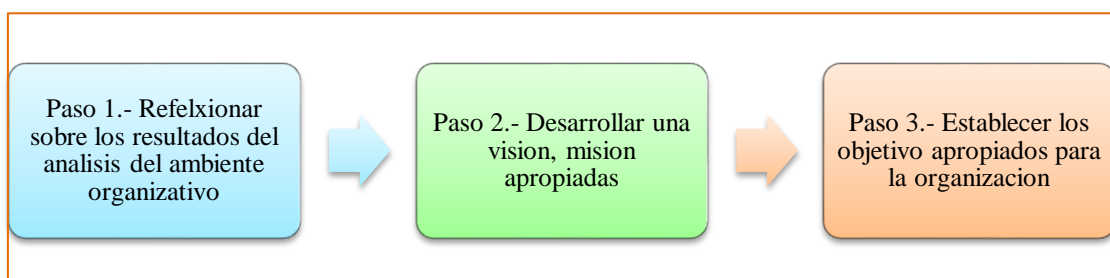 Paso 1.- Refelxionar
sobre los resultados del
analisis del ambiente
organizativo
Paso 2.- Desarrollar una
vision, mision
apropiadas
Paso 3.- Establecer los
objetivo apropiados para
la organizacion